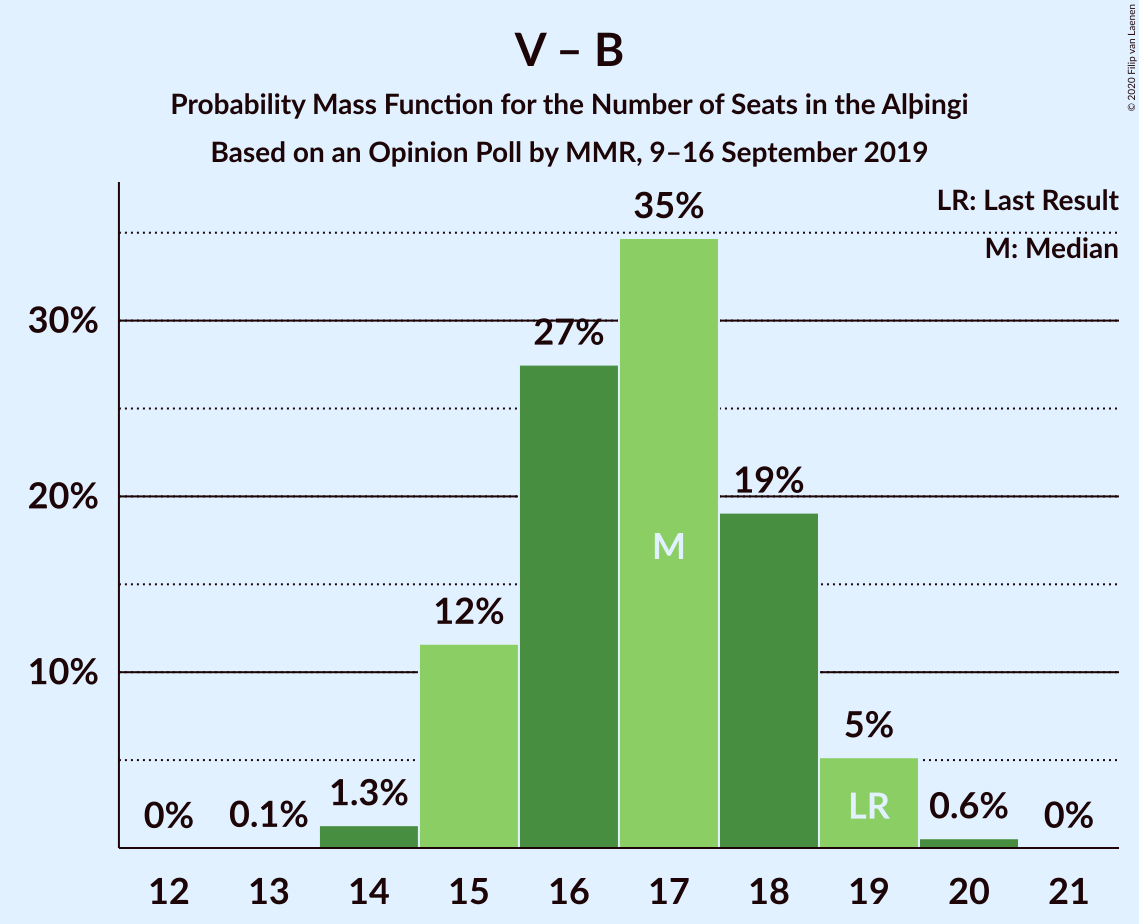 V – B
Probability Mass Function for the Number of Seats in the Alþingi
Based on an Opinion Poll by MMR, 9–16 September 2019
© 2020 Filip van Laenen
LR: Last Result
M: Median
30%
20%
10%
0%
0.1%
1.3%
12%
27%
35%
19%
5%
0.6%
0%
M
LR
12 13 14 15 16 17 18 19 20 21